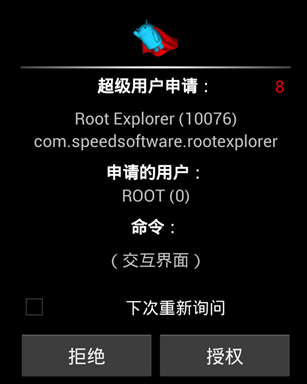 超级用户申请：
8
Root Explorer (10076)
com.speedsoftware.rootexplorer
申请的用户：
ROOT (0)
命令：
（交互界面）
下次重新询问
拒绝
授权